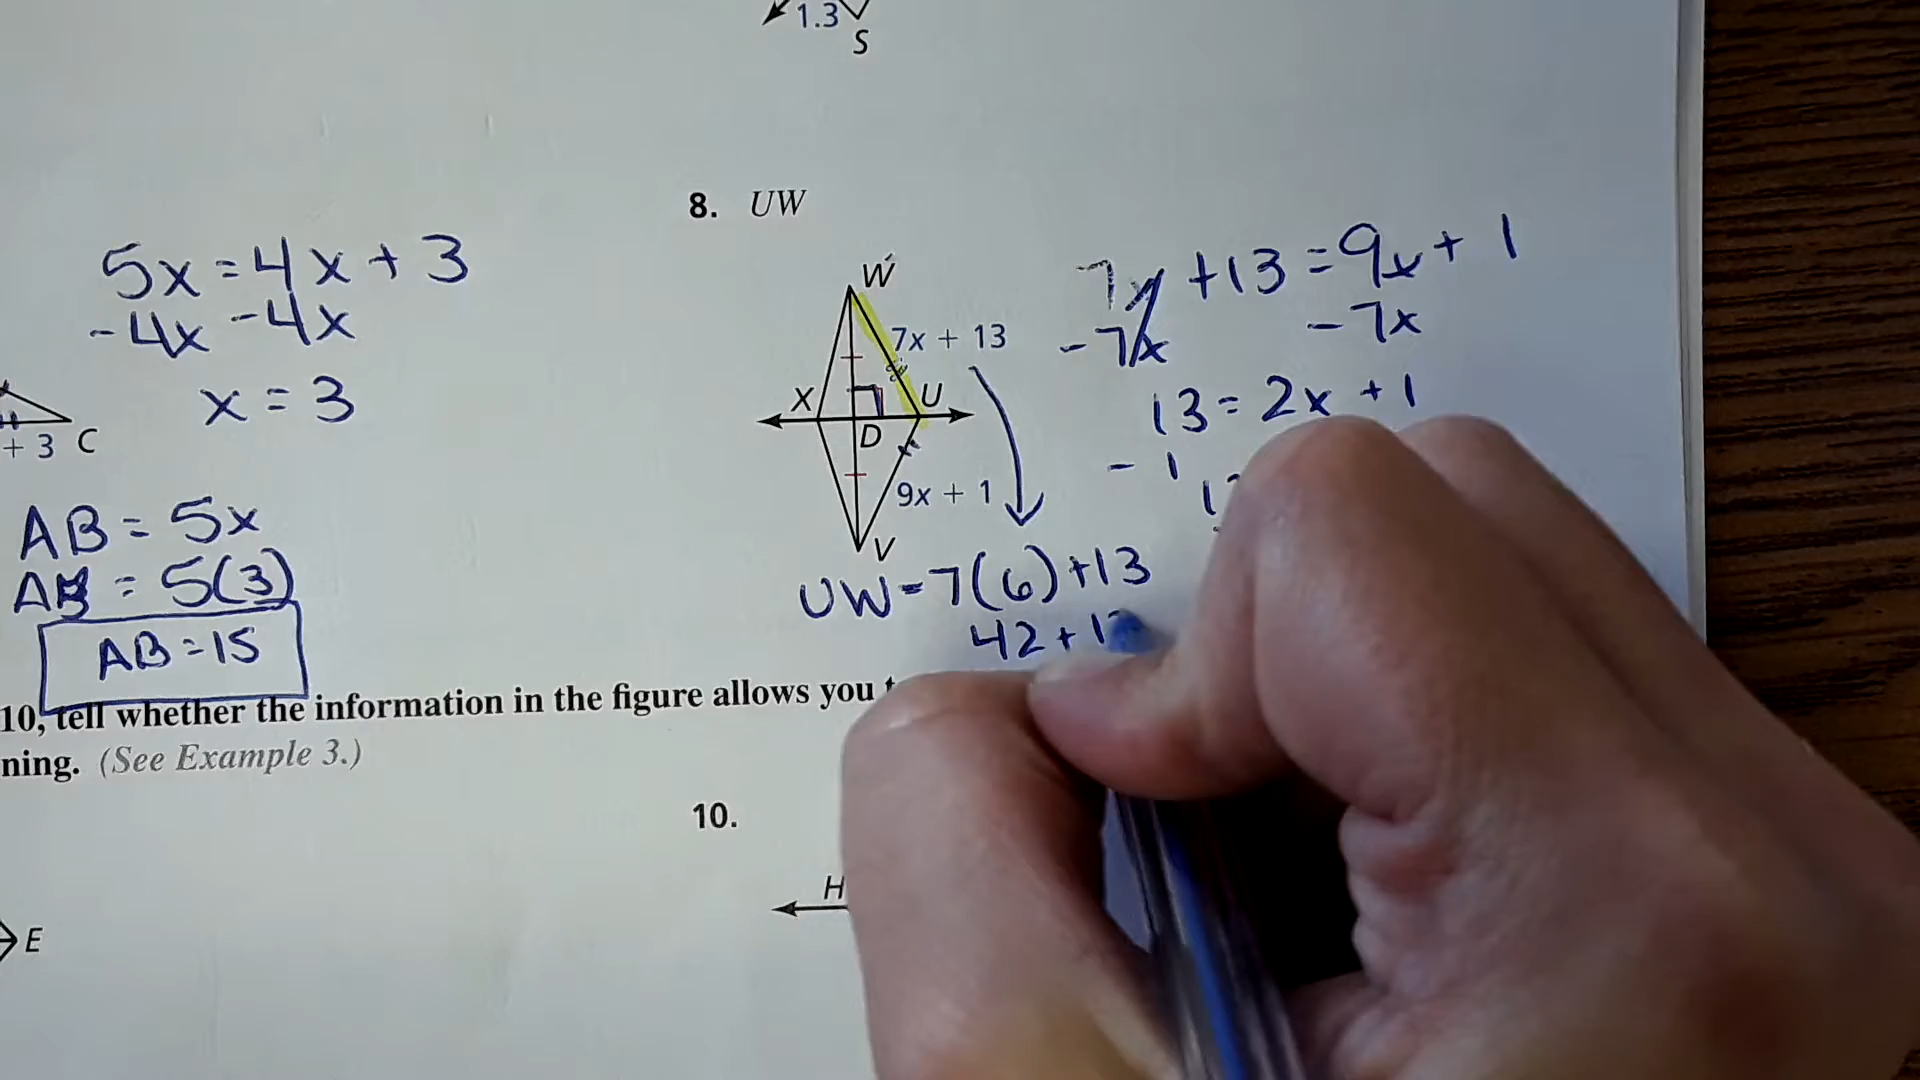 1.3
S
8. UW
5x = 4x + 3
-4x -4x
x = 3
+ 3 C
AB = 5x
AB = 5(3)
AB = 15
W
7x + 13
X
U
D
9x + 1
V
7x + 13 = 9x + 1
-7x -7x
13 = 2x + 1
- 1
UW = 7(6) + 13
42 + 1
10, tell whether the information in the figure allows you
ning. (See Example 3.)
10.
H
E